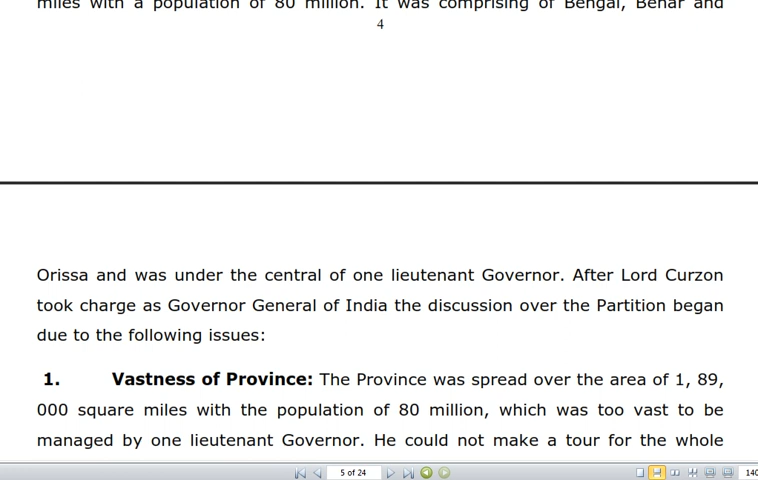 miles with a population of 80 million. It was comprising of Bengal, Behar and
4
Orissa and was under the central of one lieutenant Governor. After Lord Curzon
took charge as Governor General of India the discussion over the Partition began
due to the following issues:
1. Vastness of Province: The Province was spread over the area of 1, 89,
000 square miles with the population of 80 million, which was too vast to be
managed by one lieutenant Governor. He could not make a tour for the whole
5 of 24
140